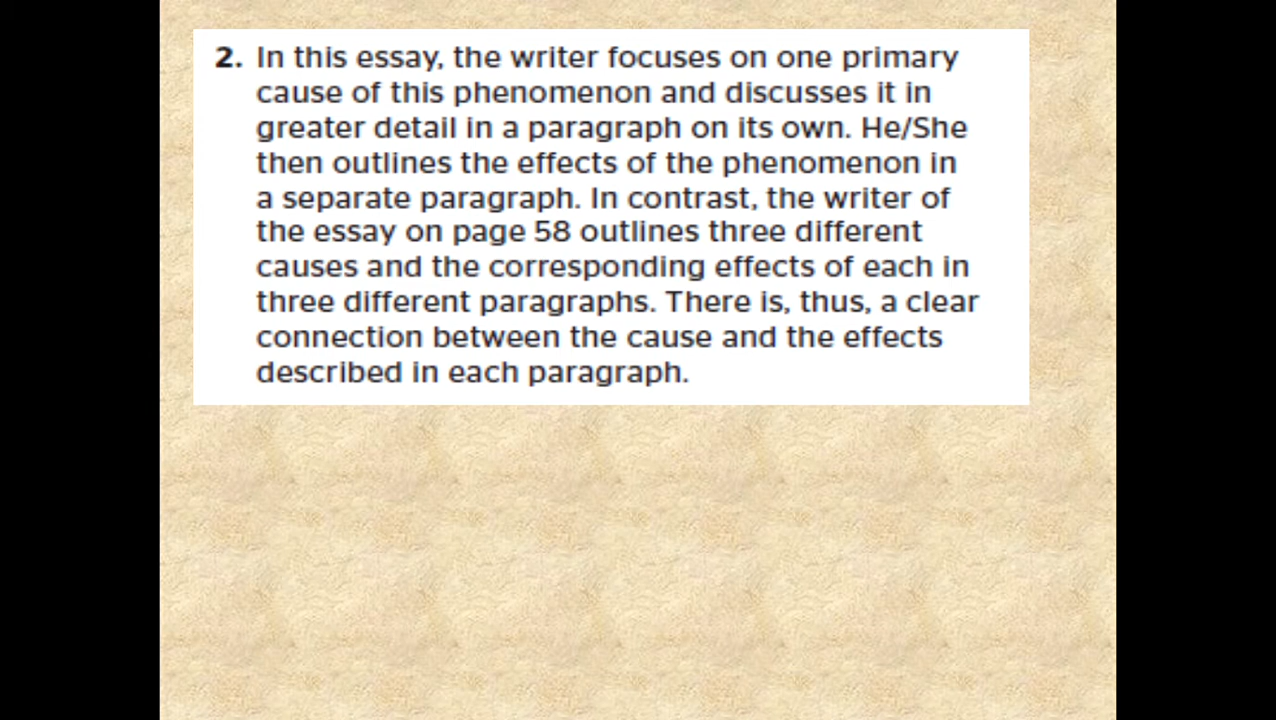 2. In this essay, the writer focuses on one primary
cause of this phenomenon and discusses it in
greater detail in a paragraph on its own. He/She
then outlines the effects of the phenomenon in
a separate paragraph. In contrast, the writer of
the essay on page 58 outlines three different
causes and the corresponding effects of each in
three different paragraphs. There is, thus, a clear
connection between the cause and the effects
described in each paragraph.